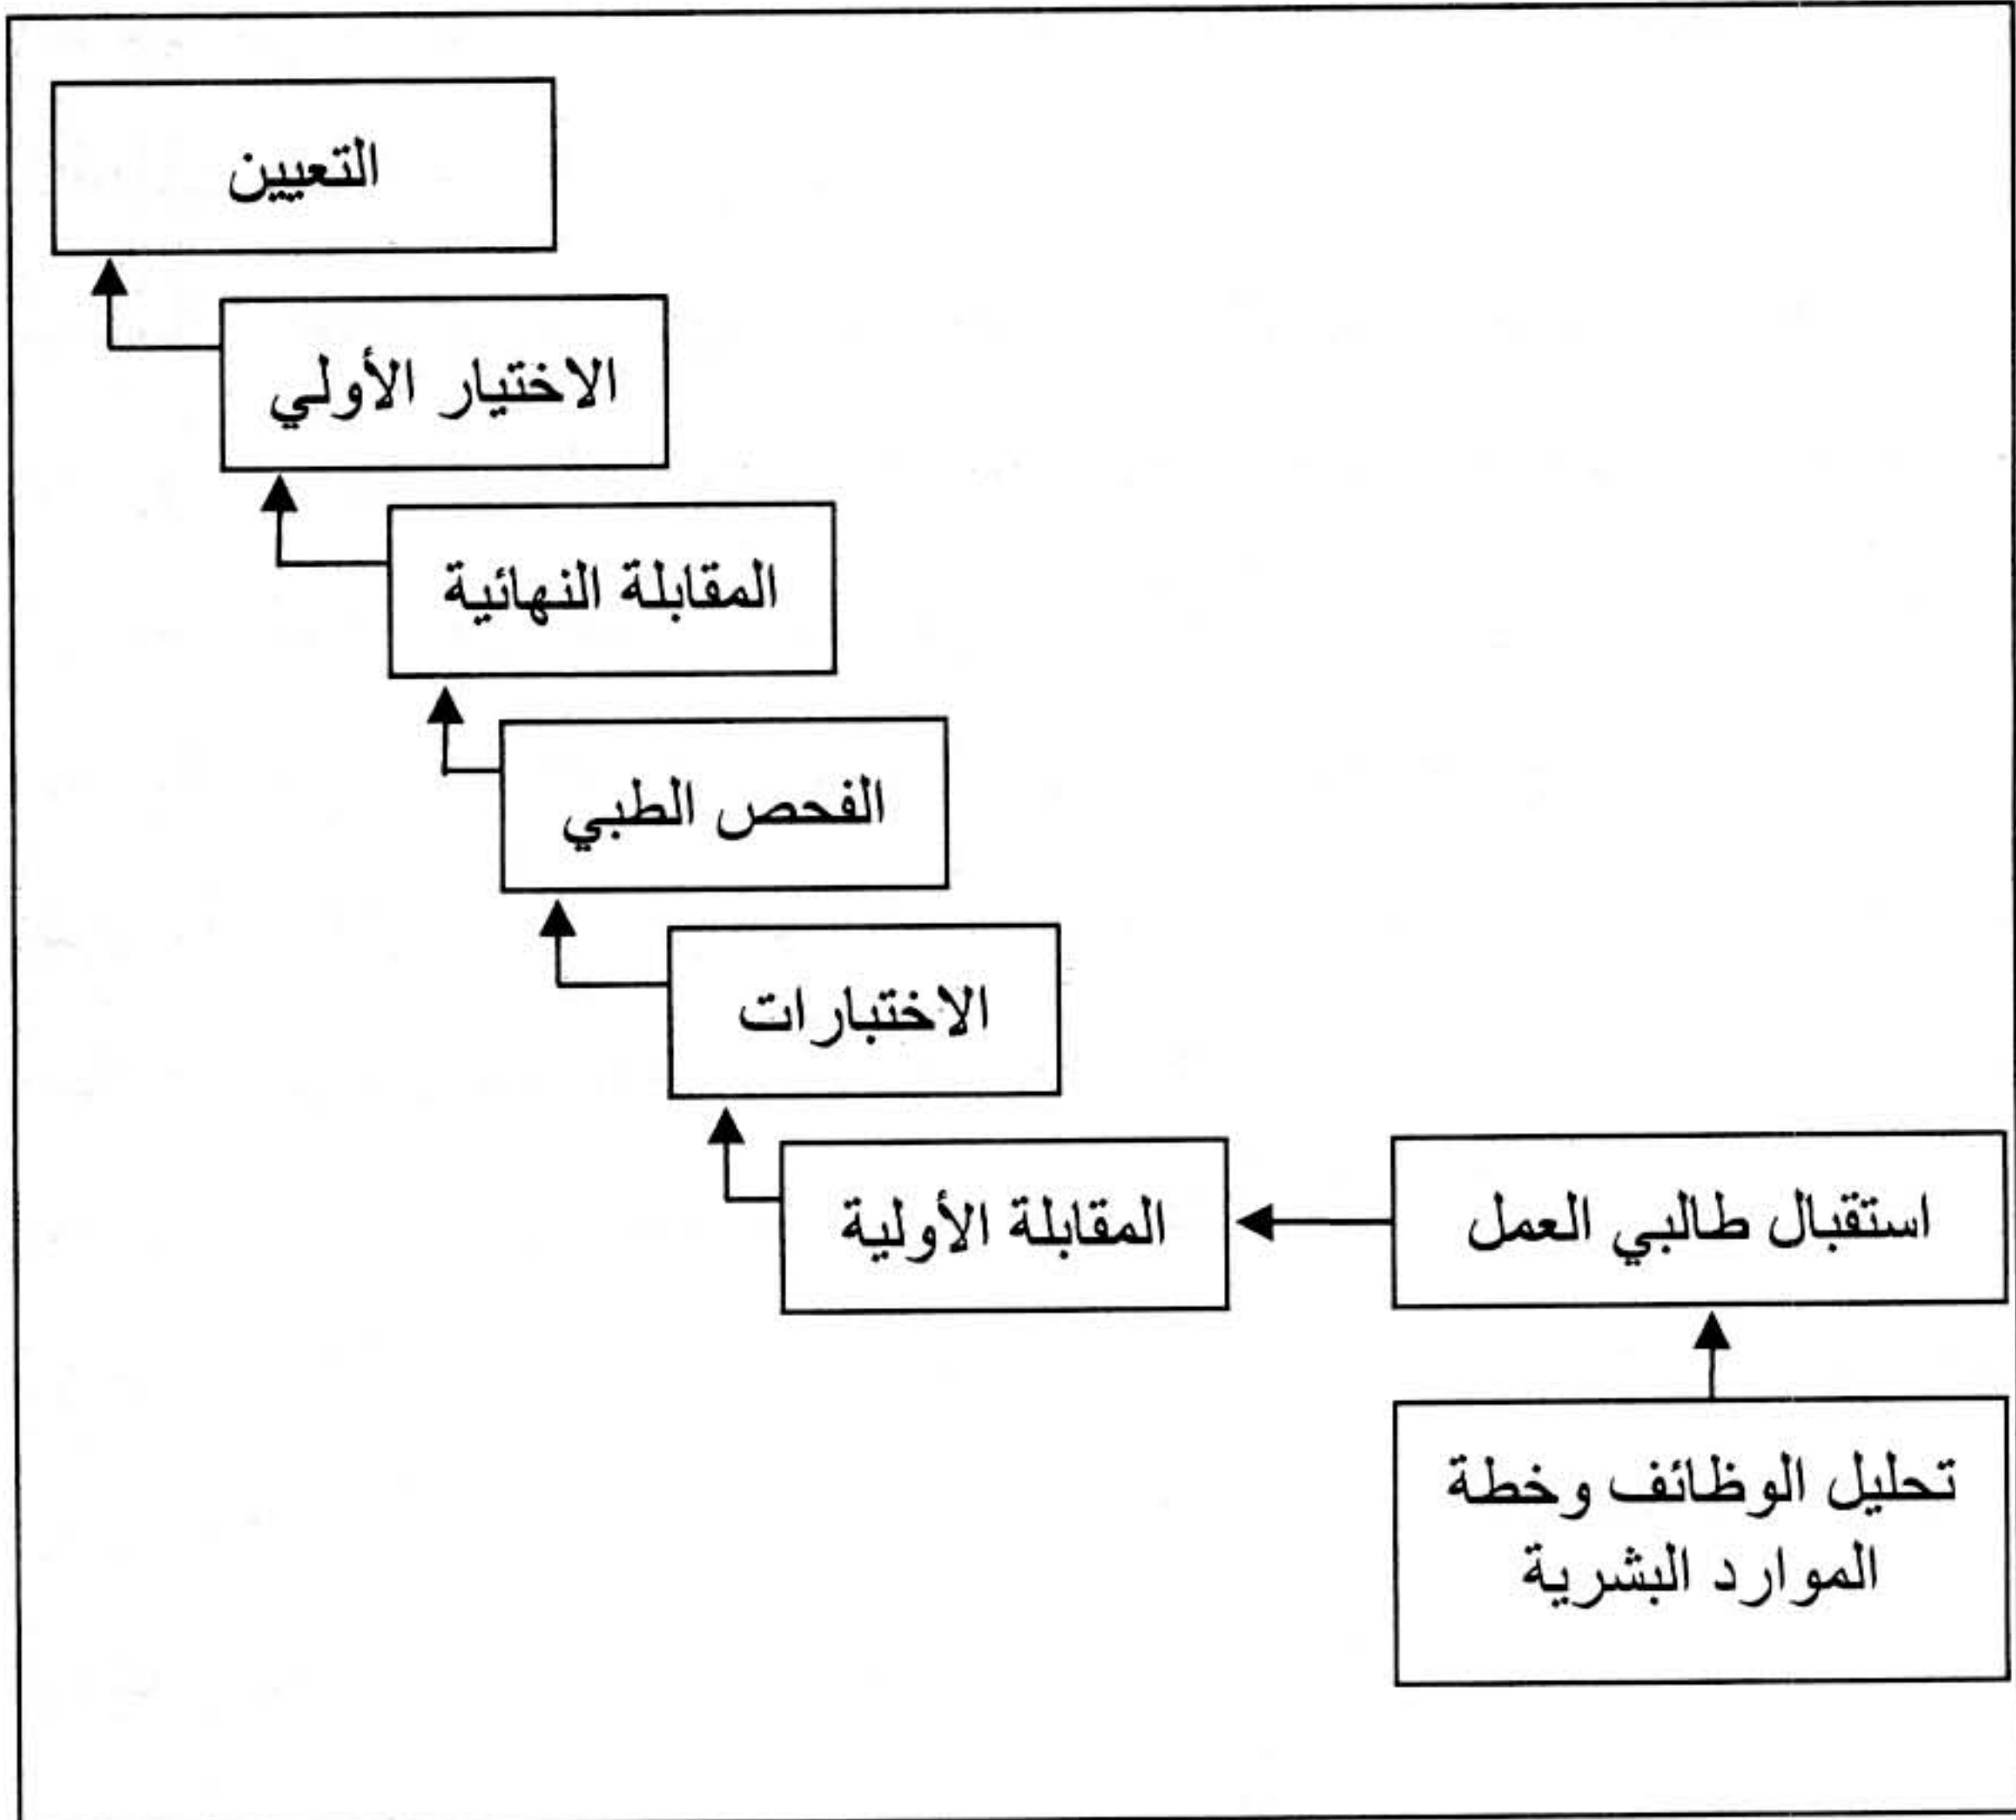 التعيين
الاختيار الأولي
المقابلة النهائية
الفحص الطبي
الاختبارات
المقابلة الأولية
استقبال طالبي العمل
تحليل الوظائف وخطة
الموارد البشرية